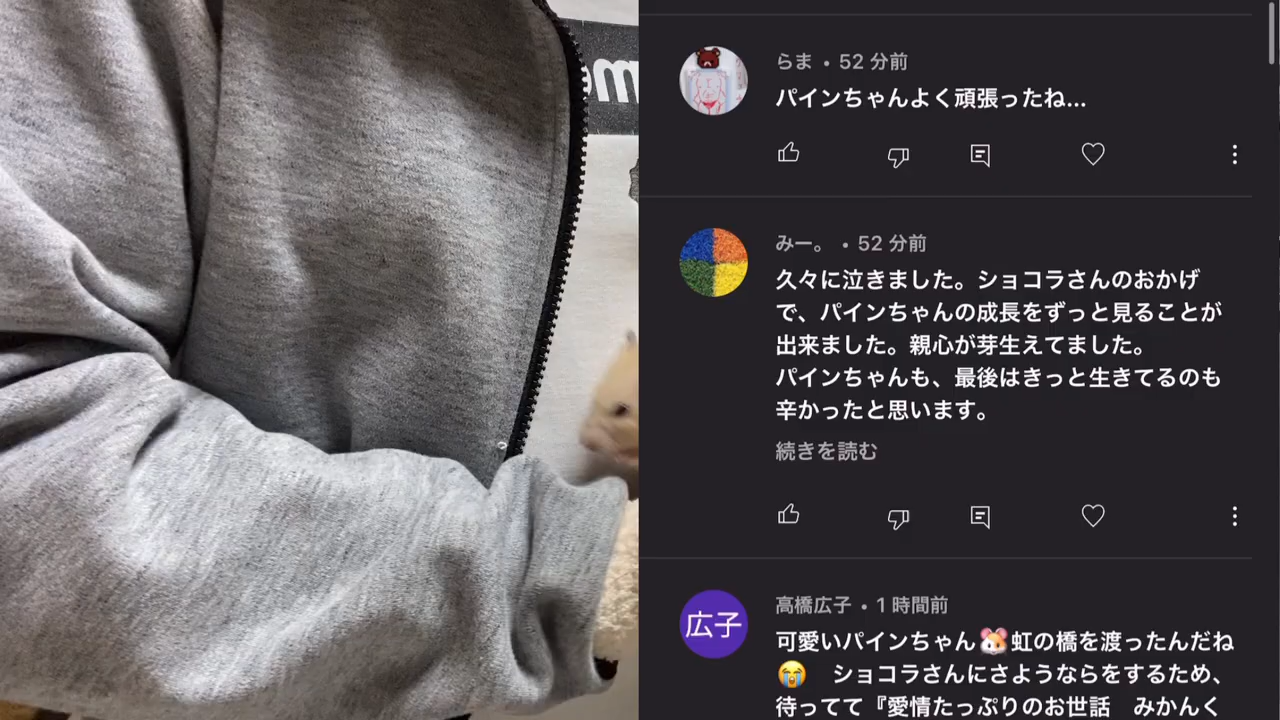 om
らま • 52 分前
パインちゃんよく頑張ったね...
みー。 • 52 分前
久々に泣きました。ショコラさんのおかげ
で、パインちゃんの成長をずっと見ることが
出来ました。親心が芽生えてました。
パインちゃんも、最後はきっと生きてるのも
辛かったと思います。
続きを読む
広子
高橋広子 • 1 時間前
可愛いパインちゃん🐹虹の橋を渡ったんだね
😭 ショコラさんにさようならをするため、
待ってて『愛情たっぷりのお世話 みかんく